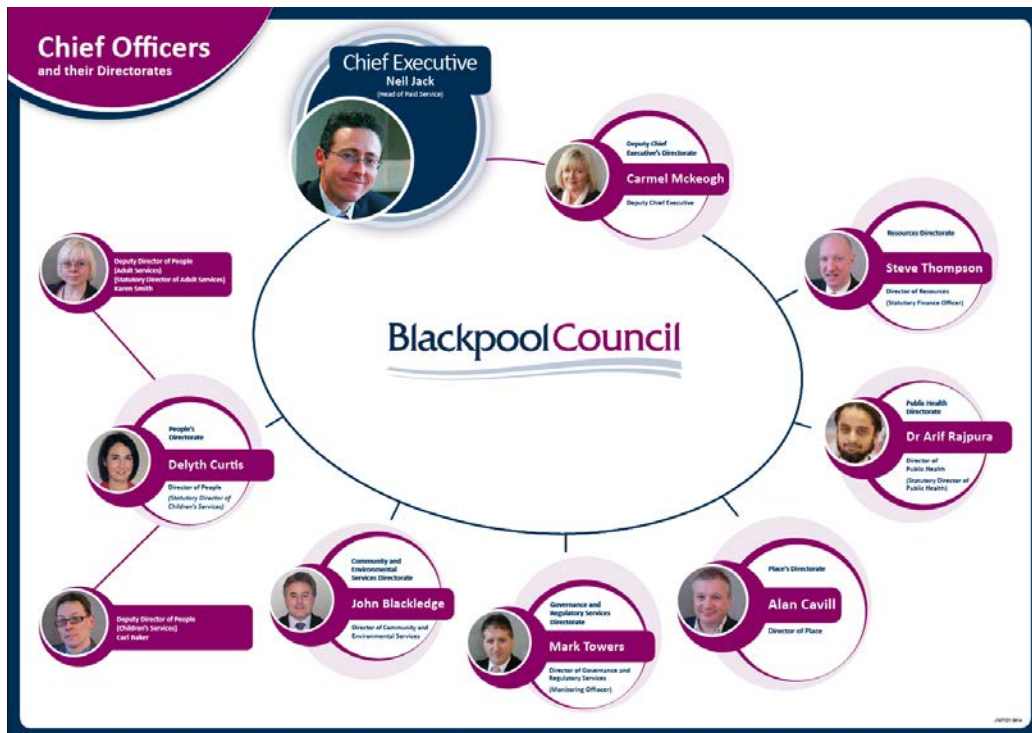 Chief Officers
and their Directorates
Chief Executive
Neil Jack
(Head of Paid Service)
Deputy Chief
Executive's Directorate
Carmel Mckeogh
Deputy Chief Executive
Resources Directorate
Steve Thompson
Director of Resources
(Statutory Finance Officer)
Public Health
Directorate
Dr Arif Rajpura
Director of
Public Health
(Statutory Director of
Public Health)
Place's Directorate
Alan Cavill
Director of Place
Governance and
Regulatory Services
Directorate
Mark Towers
Director of Governance and
Regulatory Services
(Monitoring Officer)
Community and
Environmental
Services Directorate
John Blackledge
Director of Community and
Environmental Services
People's
Directorate
Delyth Curtis
Director of People
(Statutory Director of
Children's Services)
Deputy Director of People
(Adult Services)
(Statutory Director of Adult Services)
Karen Smith
Deputy Director of People
(Children's Services)
Carl Baker
BlackpoolCouncil